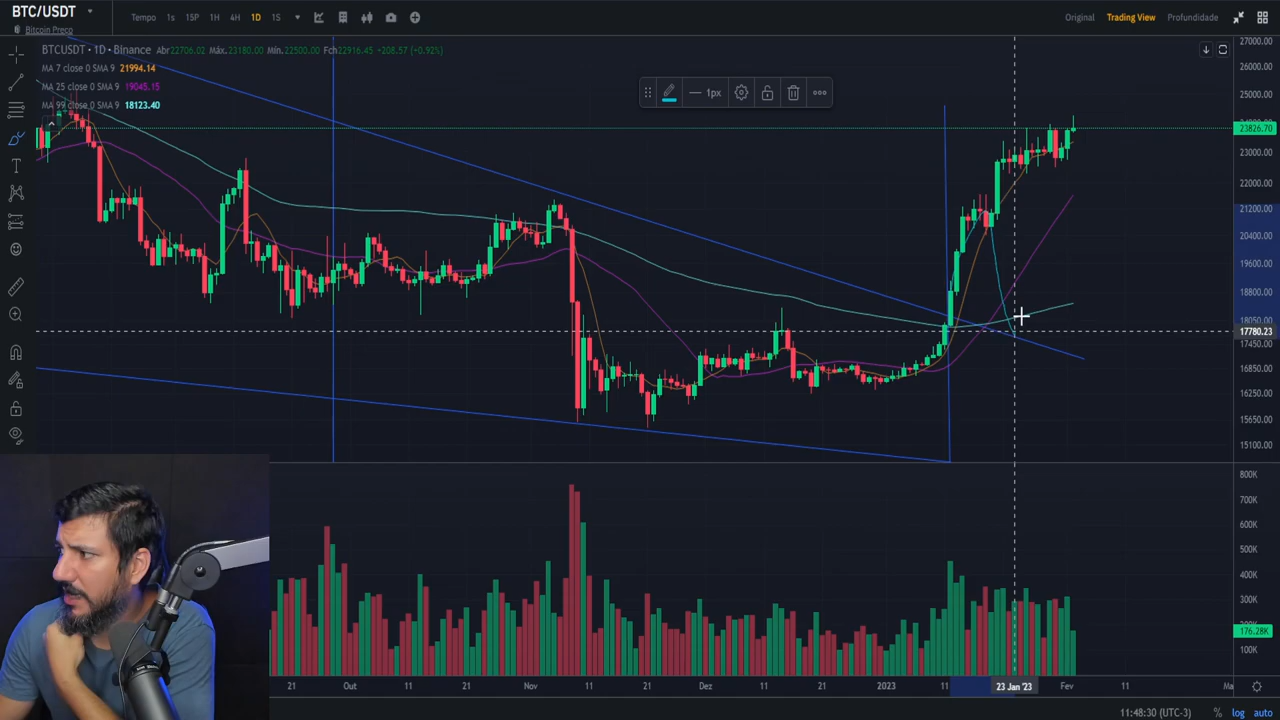 BTC/USDT
Bitcoin Preço
Tempo 1s 15P 1H 4H 1D 1S
Original Trading View Profundidade
BTCUSDT · 1D · Binance Abr22706.02 Máx.23180.00 Mín.22500.00 Fch22916.45 +208.57 (+0.92%)
MA 7 close 0 SMA 9 21994.14
MA 25 close 0 SMA 9 19045.15
MA 99 close 0 SMA 9 18123.40
1px
27000.00
26000.00
25000.00
23826.70
23000.00
22000.00
21200.00
20400.00
19600.00
18800.00
18050.00
17780.23
17450.00
16850.00
16250.00
15650.00
15100.00
800K
700K
600K
500K
400K
300K
176.28K
100K
21 Out 11 21 Nov 11 21 Dez 11 21 2023 11 23 Jan '23 Fev 11
11:48:30 (UTC-3) % log auto